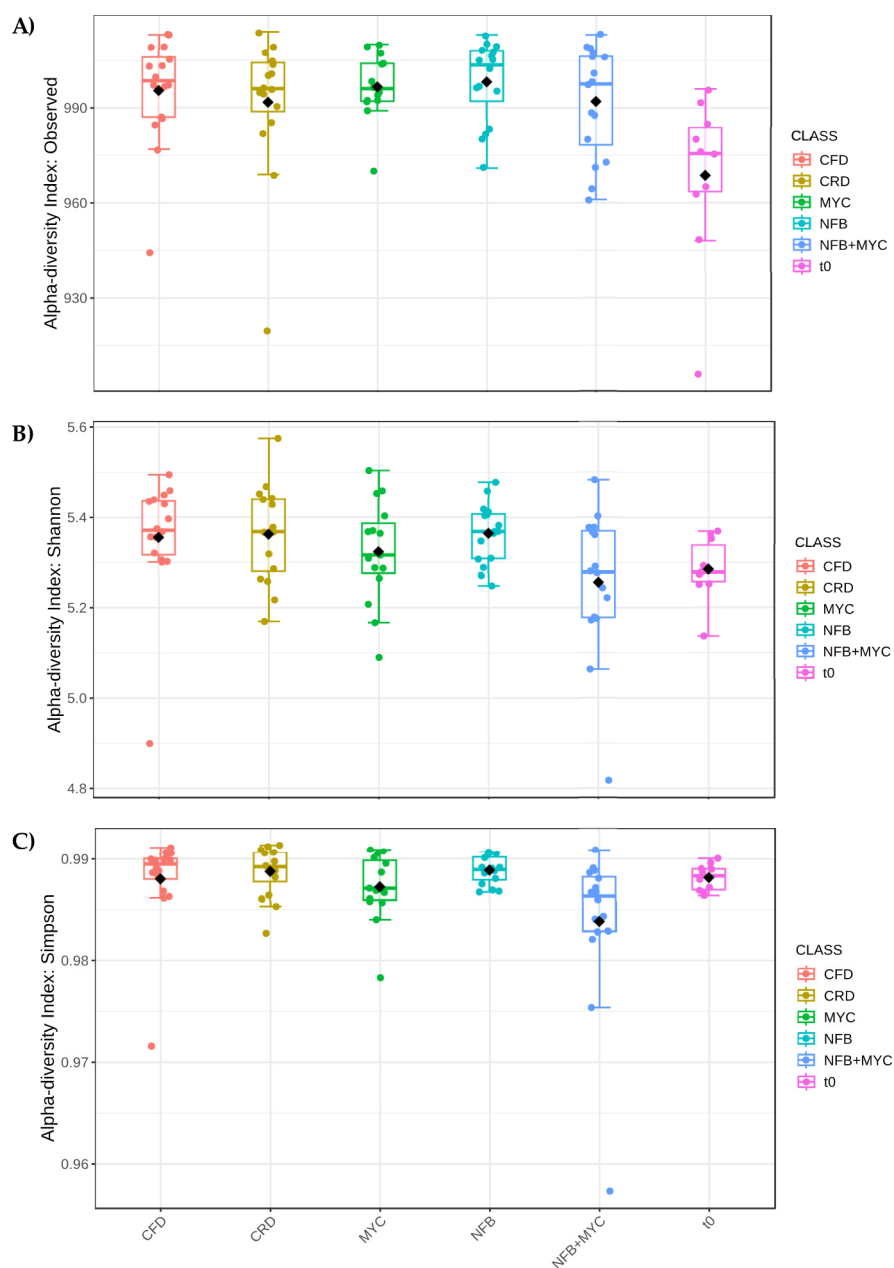 A)
Alpha-diversity Index: Observed
990
960
930
CLASS
CFD
CRD
MYC
NFB
NFB+MYC
t0
B)
Alpha-diversity Index: Shannon
5.6
5.4
5.2
5.0
4.8
CLASS
CFD
CRD
MYC
NFB
NFB+MYC
t0
C)
Alpha-diversity Index: Simpson
0.99
0.98
0.97
0.96
CLASS
CFD
CRD
MYC
NFB
NFB+MYC
t0
CFD
CRD
MYC
NFB
NFB+MYC
t0